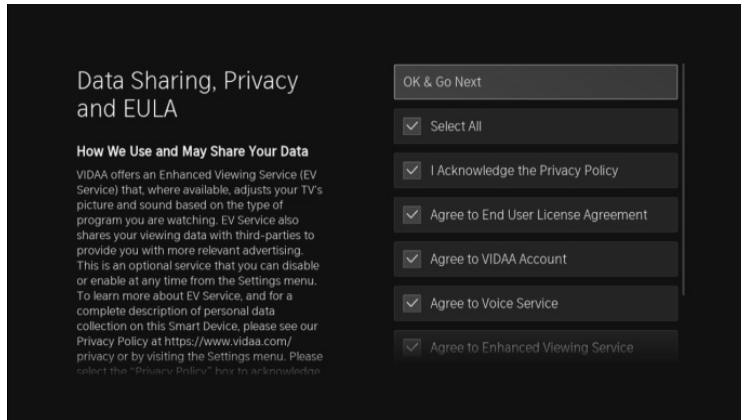 Data Sharing, Privacy
and EULA
How We Use and May Share Your Data
VIDAA offers an Enhanced Viewing Service (EV
Service) that, where available, adjusts your TV's
picture and sound based on the type of
program you are watching. EV Service also
shares your viewing data with third-parties to
provide you with more relevant advertising.
This is an optional service that you can disable
or enable at any time from the Settings menu.
To learn more about EV Service, and for a
complete description of personal data
collection on this Smart Device, please see our
Privacy Policy at https://www.vidaa.com/
privacy or by visiting the Settings menu. Please
select the "Privacy Policy" box to acknowledge
OK & Go Next
Select All
I Acknowledge the Privacy Policy
Agree to End User License Agreement
Agree to VIDAA Account
Agree to Voice Service
Agree to Enhanced Viewing Service